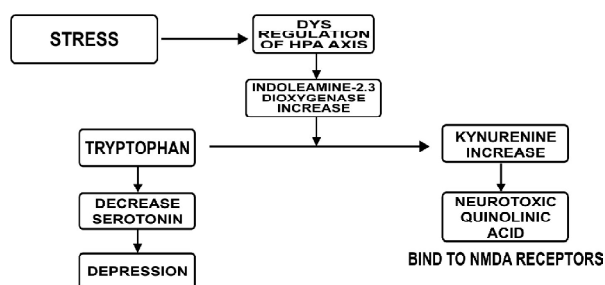 STRESS
DYS
REGULATION
OF HPA AXIS
INDOLEAMINE-2.3
DIOXYGENASE
INCREASE
TRYPTOPHAN
KYNURENINE
INCREASE
DECREASE
SEROTONIN
NEUROTOXIC
QUINOLINIC
ACID
DEPRESSION
BIND TO NMDA RECEPTORS